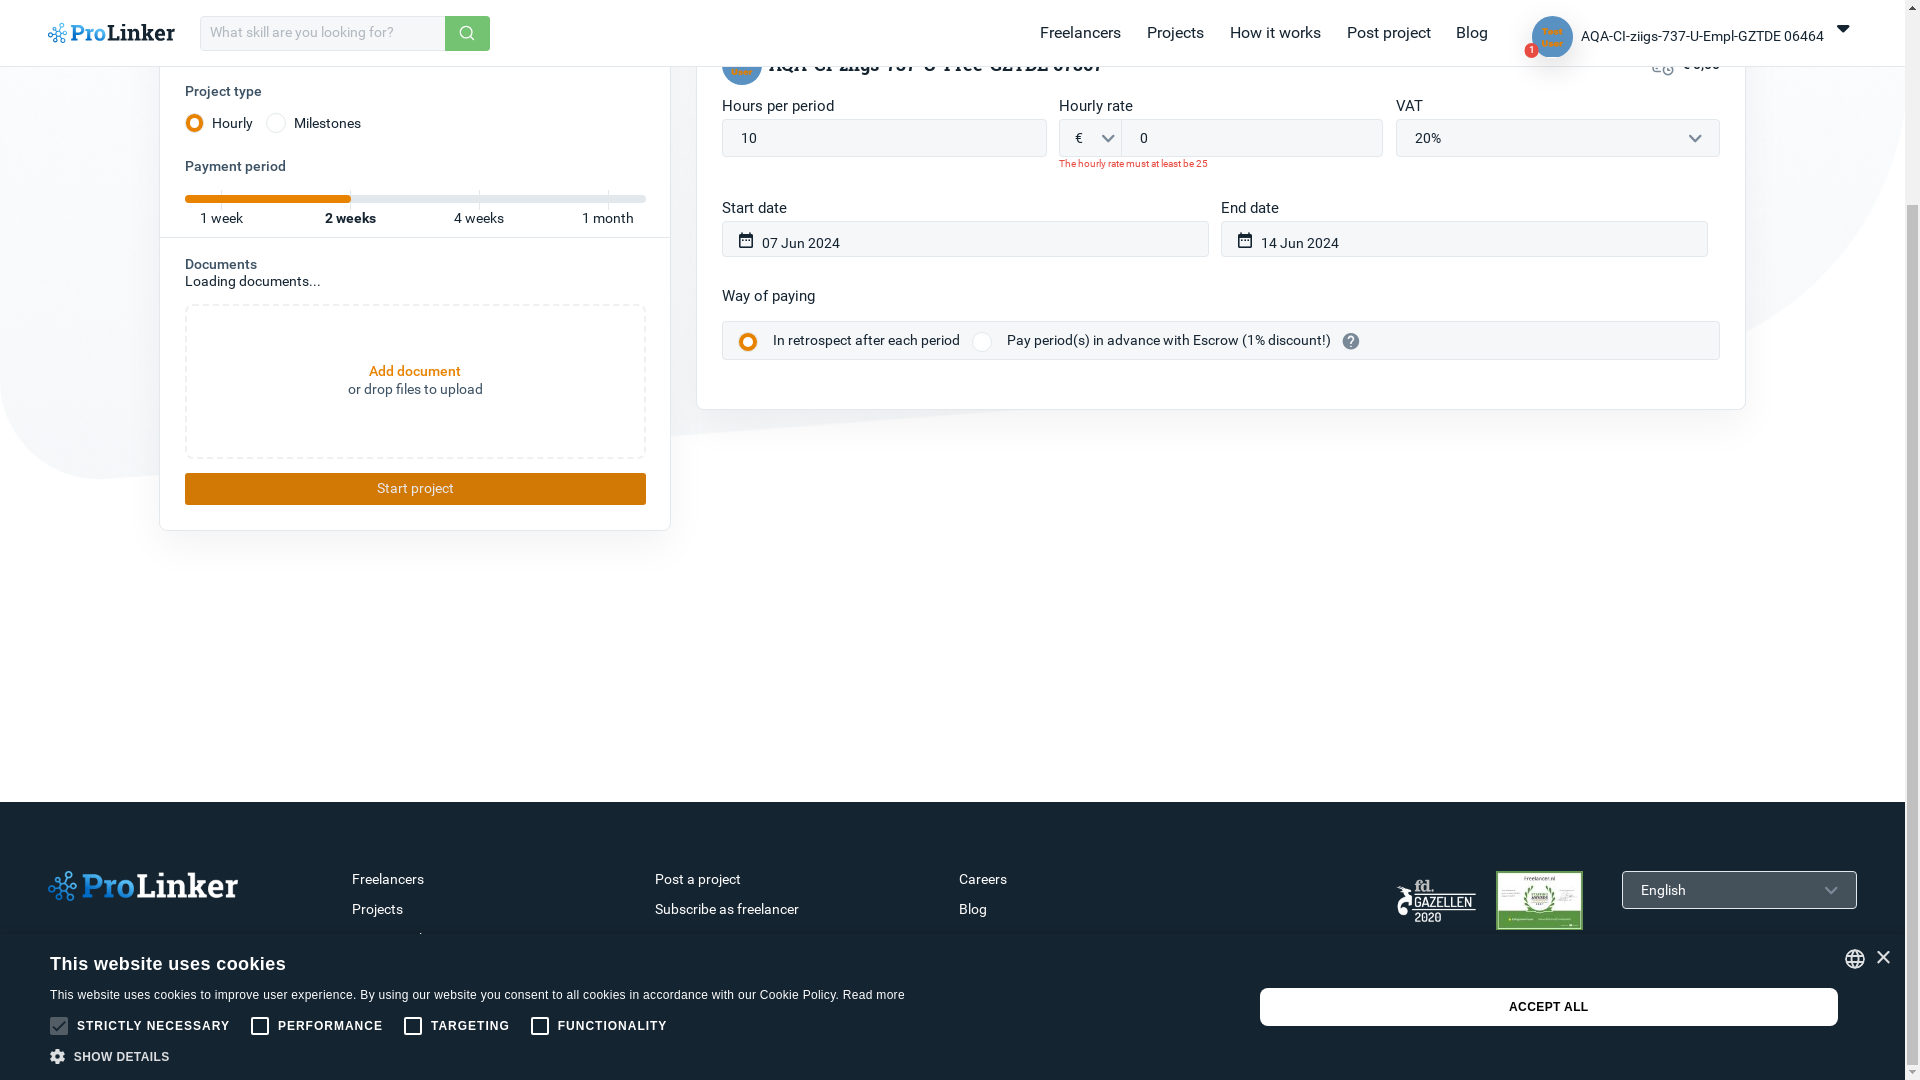 ProLinker
What skill are you looking for?
Freelancers
Projects
How it works
Post project
Blog
1
AQA-CI-ziigs-737-U-Empl-GZTDE 06464
Project type
Hourly
Milestones
Payment period
1 week
2 weeks
4 weeks
1 month
Documents
Loading documents...
Add document
or drop files to upload
Start project
Hours per period
Hourly rate
VAT
10
€
0
20%
The hourly rate must at least be 25
Start date
End date
07 Jun 2024
14 Jun 2024
Way of paying
In retrospect after each period
Pay period(s) in advance with Escrow (1% discount!)
ProLinker
Freelancers
Projects
Post a project
Subscribe as freelancer
Careers
Blog
fd.
GAZELLEN
2020
English
This website uses cookies
This website uses cookies to improve user experience. By using our website you consent to all cookies in accordance with our Cookie Policy. Read more
STRICTLY NECESSARY
PERFORMANCE
TARGETING
FUNCTIONALITY
SHOW DETAILS
ACCEPT ALL